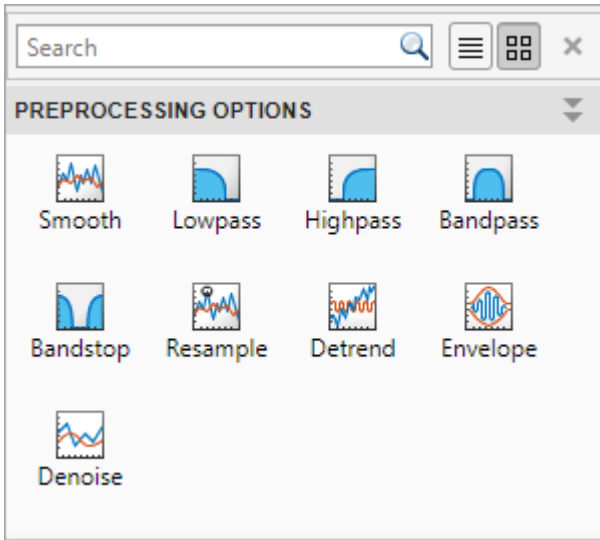 Search
PREPROCESSING OPTIONS
Smooth Lowpass Highpass Bandpass
Bandstop Resample Detrend Envelope
Denoise